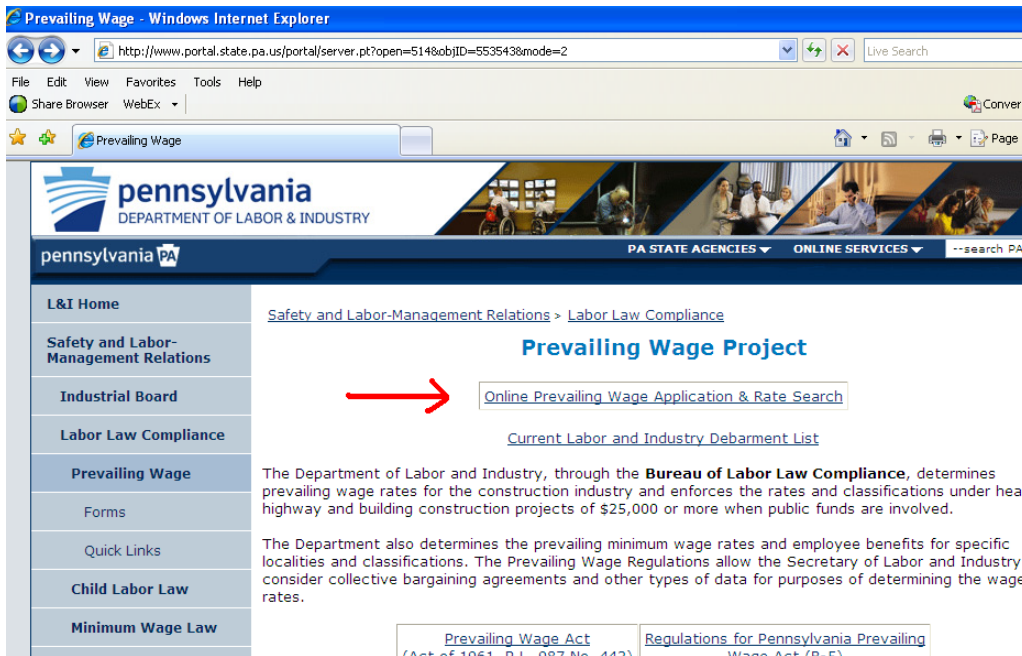 Prevailing Wage - Windows Internet Explorer
http://www.portal.state.pa.us/portal/server.pt?open=514&objID=553543&mode=2
Live Search
File Edit View Favorites Tools Help
Share Browser WebEx
Conver
Prevailing Wage
Page
pennsylvania
DEPARTMENT OF LABOR & INDUSTRY
pennsylvania PA
PA STATE AGENCIES ONLINE SERVICES --search PA
L&I Home
Safety and Labor-
Management Relations
Industrial Board
Labor Law Compliance
Prevailing Wage
Forms
Quick Links
Child Labor Law
Minimum Wage Law
Safety and Labor-Management Relations > Labor Law Compliance
Prevailing Wage Project
Online Prevailing Wage Application & Rate Search
Current Labor and Industry Debarment List
The Department of Labor and Industry, through the Bureau of Labor Law Compliance, determines
prevailing wage rates for the construction industry and enforces the rates and classifications under hea
highway and building construction projects of $25,000 or more when public funds are involved.
The Department also determines the prevailing minimum wage rates and employee benefits for specific
localities and classifications. The Prevailing Wage Regulations allow the Secretary of Labor and Industry
consider collective bargaining agreements and other types of data for purposes of determining the wage
rates.
Prevailing Wage Act
(Act of 1961, P.L. 987 No. 442)
Regulations for Pennsylvania Prevailing
Wage Act